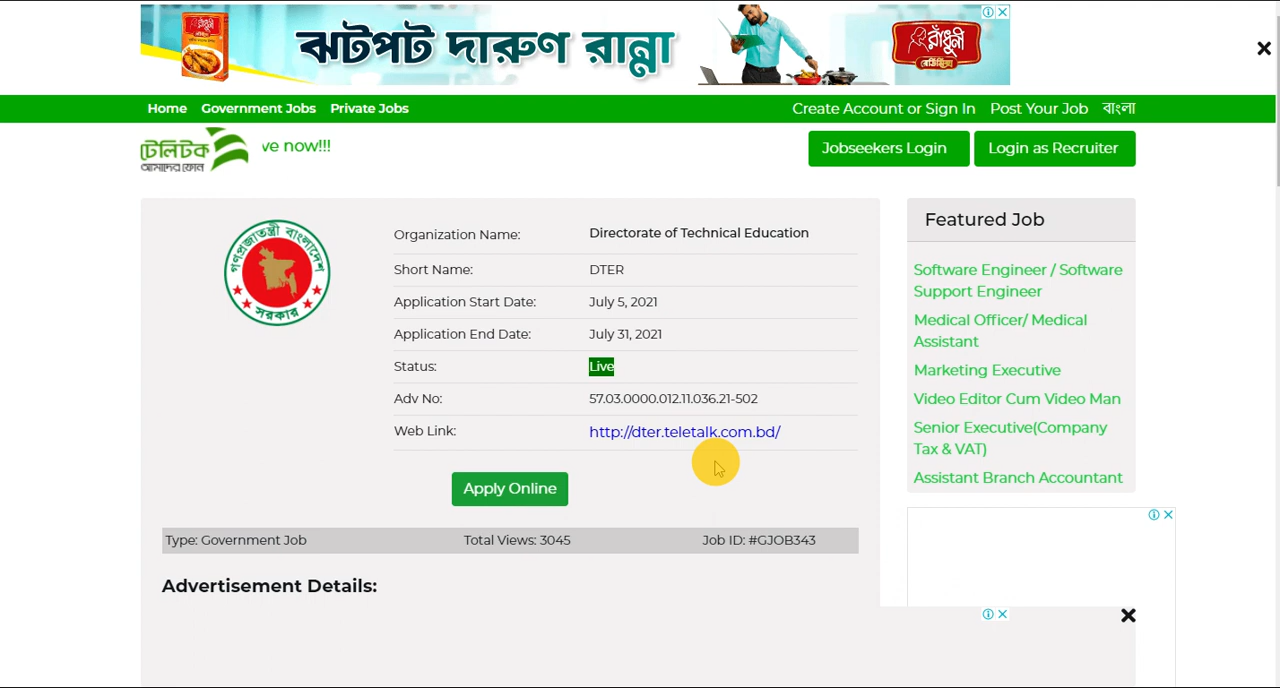 ঝটপট দারুণ রান্না
রাঁধুনী
Home Government Jobs Private Jobs
Create Account or Sign In Post Your Job বাংলা
টেলিটক
আমাদের ফোন
ve now!!!
Jobseekers Login
Login as Recruiter
গণপ্রজাতন্ত্রী বাংলাদেশ
সরকার
Organization Name: Directorate of Technical Education
Short Name: DTER
Application Start Date: July 5, 2021
Application End Date: July 31, 2021
Status: Live
Adv No: 57.03.0000.012.11.036.21-502
Web Link: http://dter.teletalk.com.bd/
Apply Online
Type: Government Job Total Views: 3045 Job ID: #GJOB343
Advertisement Details:
Featured Job
Software Engineer / Software
Support Engineer
Medical Officer/ Medical
Assistant
Marketing Executive
Video Editor Cum Video Man
Senior Executive(Company
Tax & VAT)
Assistant Branch Accountant